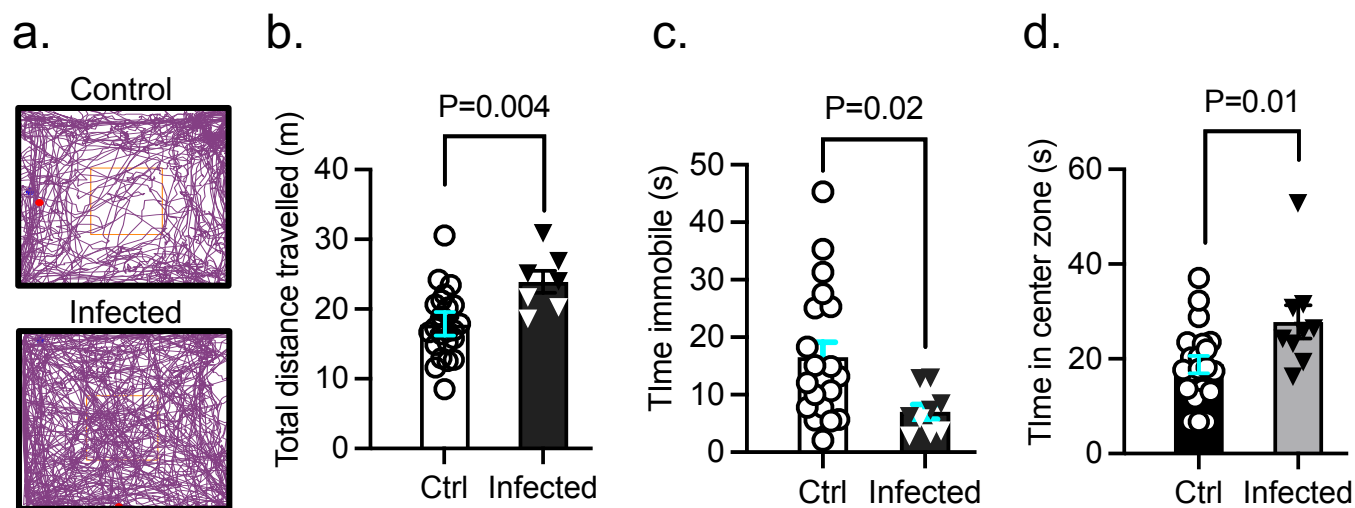 a.
Control
Infected
b.
P=0.004
Total distance travelled (m)
40
30
20
10
0
Ctrl Infected
c.
P=0.02
TIme immobile (s)
50
40
30
20
10
0
Ctrl Infected
d.
P=0.01
TIme in center zone (s)
60
40
20
0
Ctrl Infected